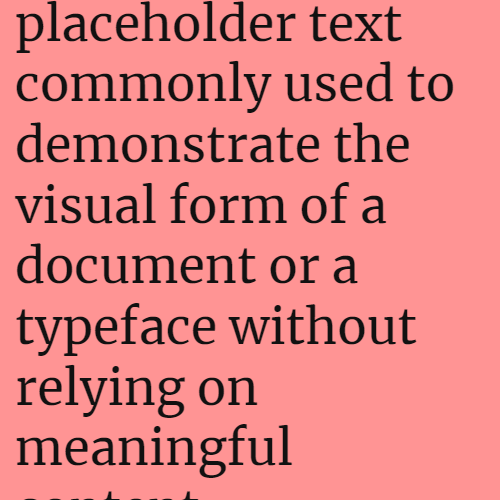 placeholder text
commonly used to
demonstrate the
visual form of a
document or a
typeface without
relying on
meaningful